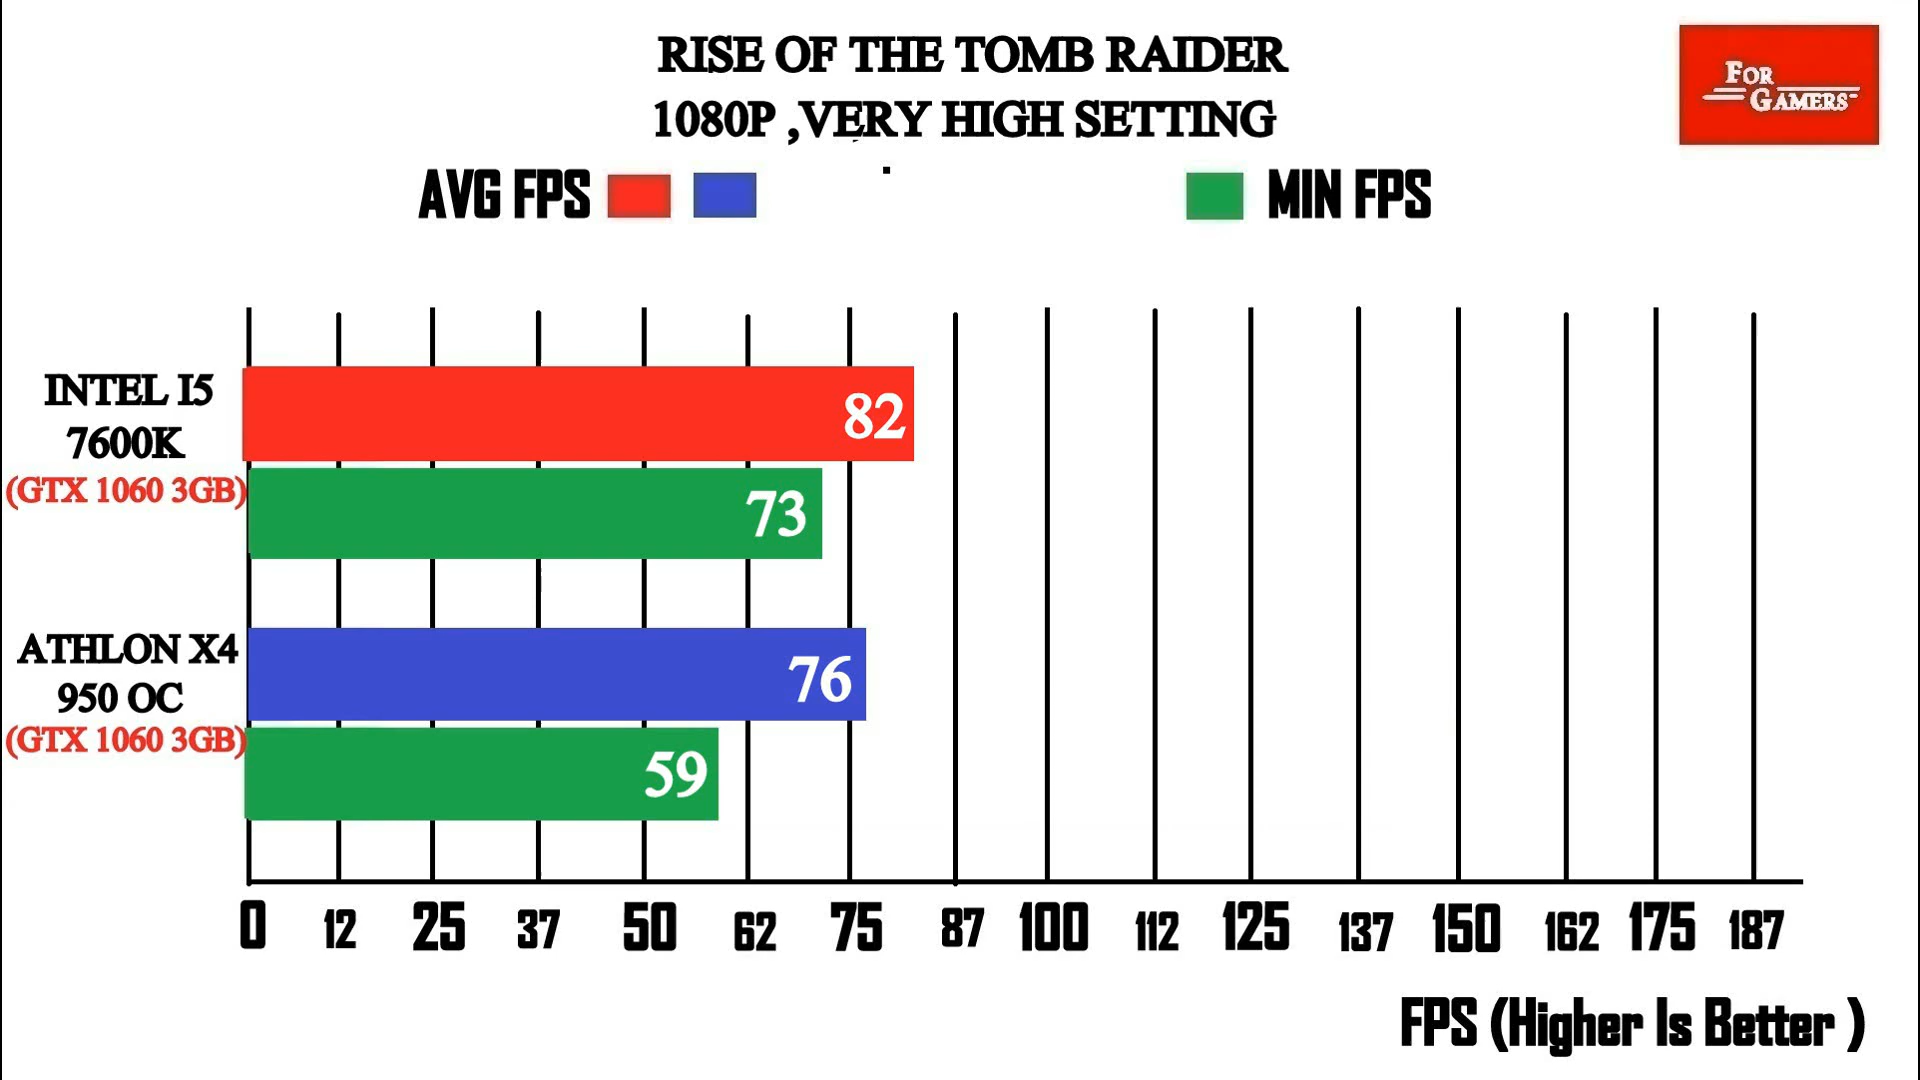 RISE OF THE TOMB RAIDER
1080P ,VERY HIGH SETTING
FOR
GAMERS
AVG FPS
MIN FPS
INTEL I5
7600K
(GTX 1060 3GB)
82
73
ATHLON X4
950 OC
(GTX 1060 3GB)
76
59
0 12 25 37 50 62 75 87 100 112 125 137 150 162 175 187
FPS (Higher Is Better )